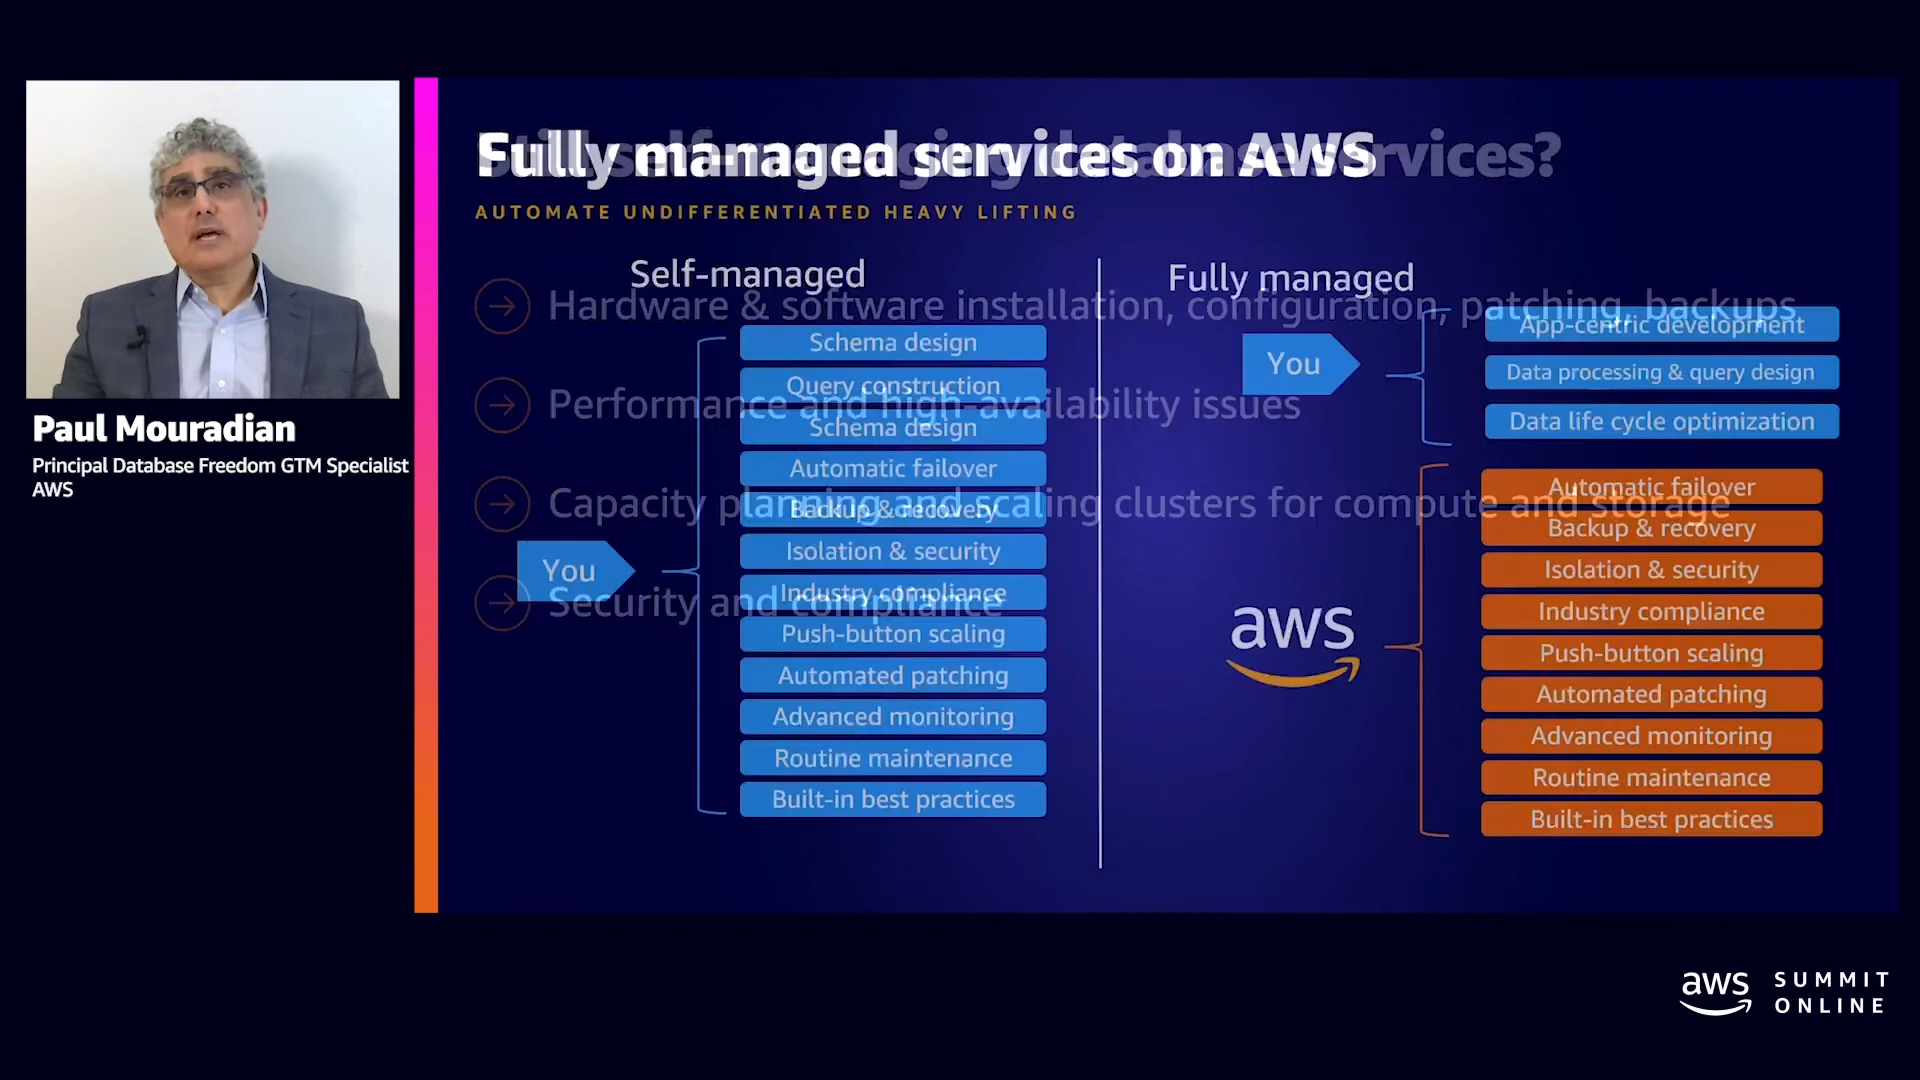 Fully managed services on AWS
Still self-managing database services?
AUTOMATE UNDIFFERENTIATED HEAVY LIFTING
Self-managed
Fully managed
Hardware & software installation, configuration, patching, backups
Performance and high-availability issues
Capacity planning and scaling clusters for compute and storage
Security and compliance
You
Schema design
Query construction
Schema design
Automatic failover
Backup & recovery
Isolation & security
Industry compliance
Push-button scaling
Automated patching
Advanced monitoring
Routine maintenance
Built-in best practices
You
App-centric development
Data processing & query design
Data life cycle optimization
aws
Automatic failover
Backup & recovery
Isolation & security
Industry compliance
Push-button scaling
Automated patching
Advanced monitoring
Routine maintenance
Built-in best practices
Paul Mouradian
Principal Database Freedom GTM Specialist
AWS
aws SUMMIT
ONLINE